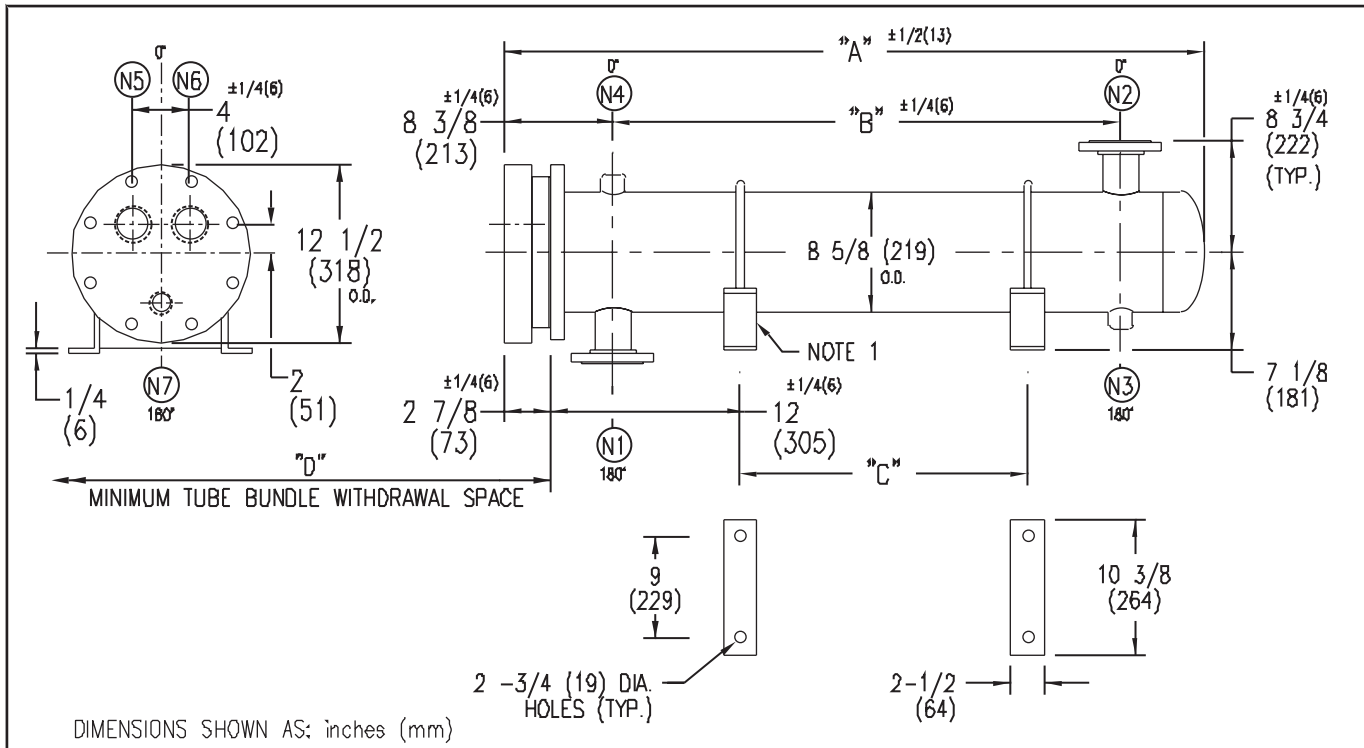 0°
N5 N6
±1/4(6)
4
(102)
12 1/2
(318)
O.D.
1/4
(6)
N7
180°
2
(51)
"D"
MINIMUM TUBE BUNDLE WITHDRAWAL SPACE
"A" ±1/2(13)
±1/4(6)
8 3/8
(213)
0°
N4
"B" ±1/4(6)
0°
N2
±1/4(6)
8 3/4
(222)
(TYP.)
8 5/8 (219)
O.D.
NOTE 1
±1/4(6)
2 7/8
(73)
N1
180°
±1/4(6)
12
(305)
"C"
N3
180°
7 1/8
(181)
9
(229)
10 3/8
(264)
2 -3/4 (19) DIA.
HOLES (TYP.)
2-1/2
(64)
DIMENSIONS SHOWN AS: inches (mm)